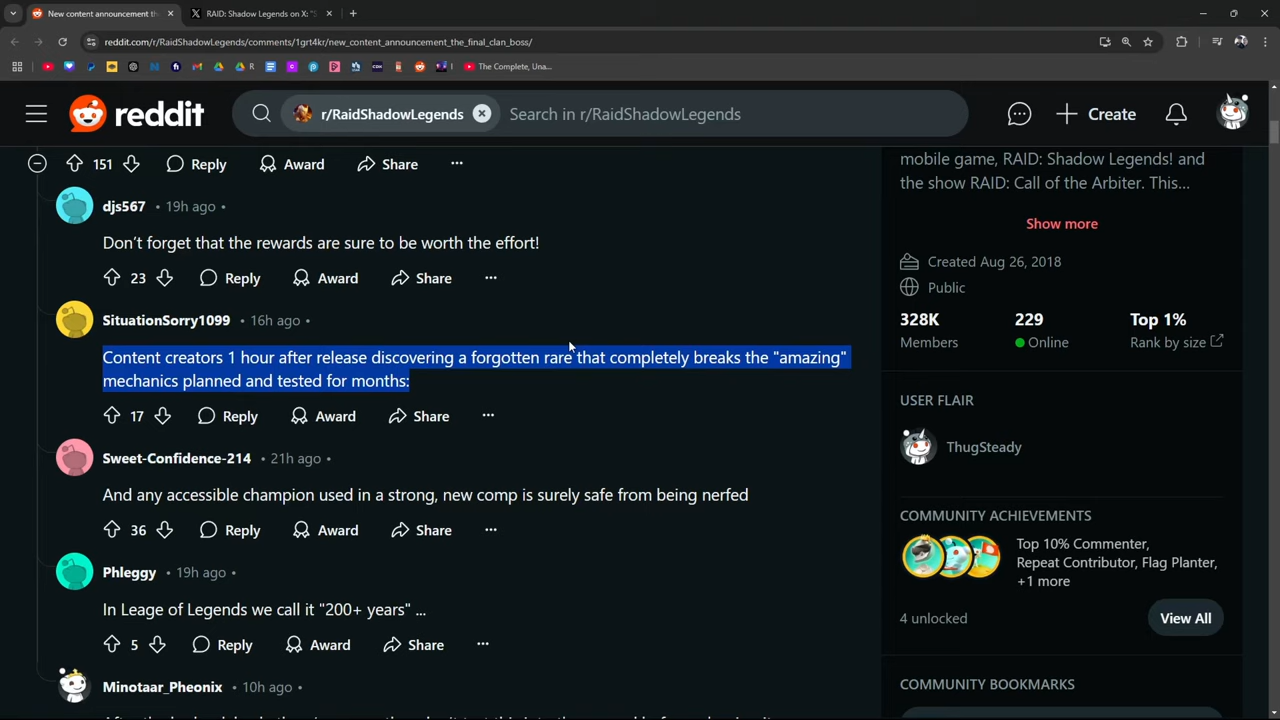 New content announcement th
RAID: Shadow Legends on X: "S
reddit.com/r/RaidShadowLegends/comments/1grt4kr/new_content_announcement_the_final_clan_boss/
The Complete, Una...
reddit
r/RaidShadowLegends
Search in r/RaidShadowLegends
Create
151
Reply
Award
Share
djs567 • 19h ago •
Don't forget that the rewards are sure to be worth the effort!
23
Reply
Award
Share
SituationSorry1099 • 16h ago •
Content creators 1 hour after release discovering a forgotten rare that completely breaks the "amazing"
mechanics planned and tested for months:
17
Reply
Award
Share
Sweet-Confidence-214 • 21h ago •
And any accessible champion used in a strong, new comp is surely safe from being nerfed
36
Reply
Award
Share
Phleggy • 19h ago •
In Leage of Legends we call it "200+ years" ...
5
Reply
Award
Share
Minotaar_Pheonix • 10h ago •
mobile game, RAID: Shadow Legends! and
the show RAID: Call of the Arbiter. This...
Show more
Created Aug 26, 2018
Public
328K
Members
229
Online
Top 1%
Rank by size
USER FLAIR
ThugSteady
COMMUNITY ACHIEVEMENTS
Top 10% Commenter,
Repeat Contributor, Flag Planter,
+1 more
4 unlocked
View All
COMMUNITY BOOKMARKS